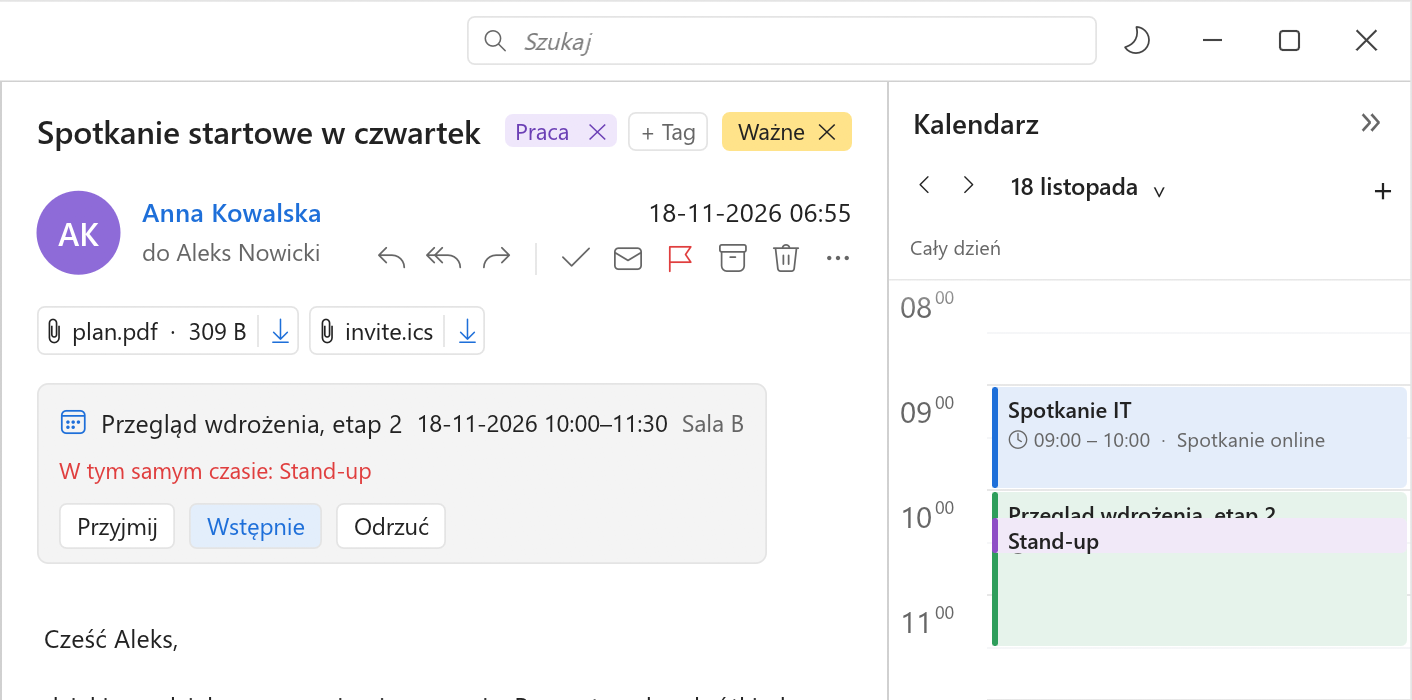 Szukaj
Spotkanie startowe w czwartek
Praca
+ Tag
Ważne
AK
Anna Kowalska
18-11-2026 06:55
do Aleks Nowicki
plan.pdf · 309 B
invite.ics
Przegląd wdrożenia, etap 2 18-11-2026 10:00–11:30 Sala B
W tym samym czasie: Stand-up
Przyjmij
Wstępnie
Odrzuć
Cześć Aleks,
Kalendarz
18 listopada
Cały dzień
08 00
09 00
Spotkanie IT
09:00 – 10:00 · Spotkanie online
10 00
Przegląd wdrożenia, etap 2
Stand-up
11 00